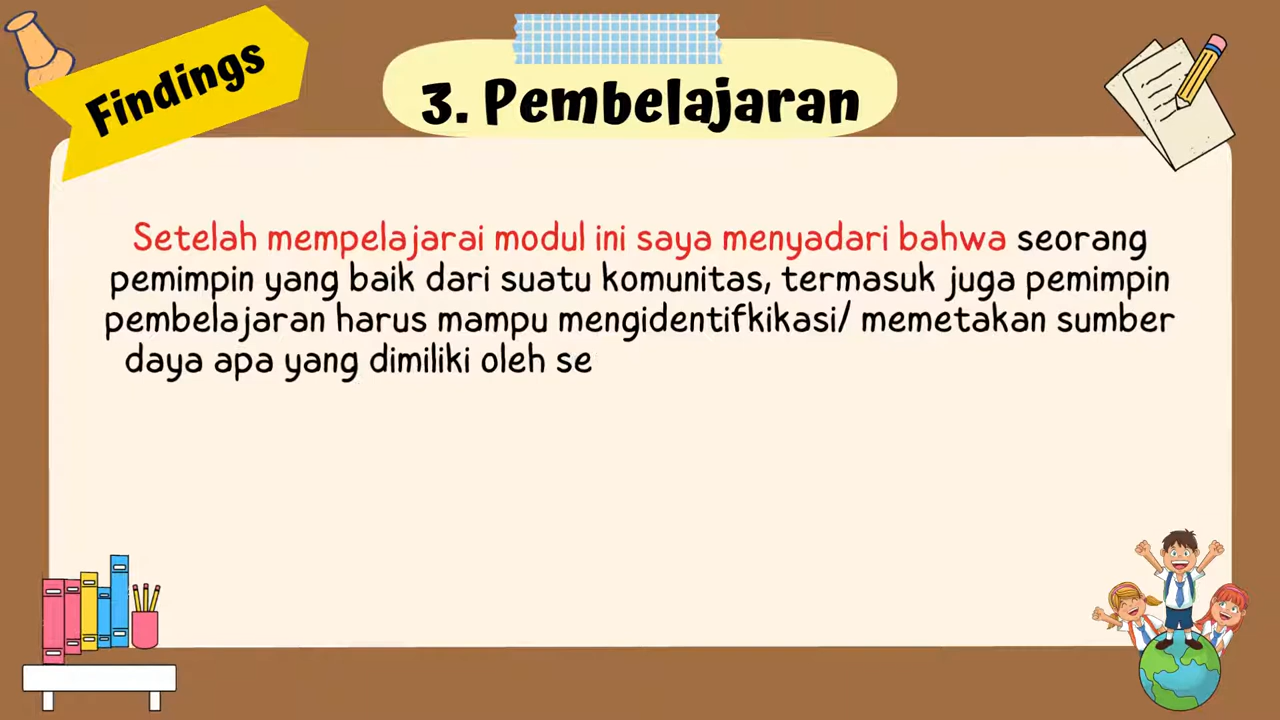 Findings
3. Pembelajaran
Setelah mempelajarai modul ini saya menyadari bahwa seorang
pemimpin yang baik dari suatu komunitas, termasuk juga pemimpin
pembelajaran harus mampu mengidentifkikasi/ memetakan sumber
daya apa yang dimiliki oleh se